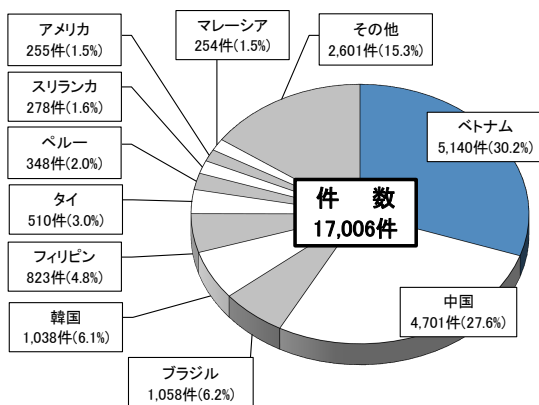 アメリカ
255件(1.5%)
マレーシア
254件(1.5%)
その他
2,601件(15.3%)
スリランカ
278件(1.6%)
ペルー
348件(2.0%)
タイ
510件(3.0%)
フィリピン
823件(4.8%)
韓国
1,038件(6.1%)
ブラジル
1,058件(6.2%)
中国
4,701件(27.6%)
ベトナム
5,140件(30.2%)
件 数
17,006件